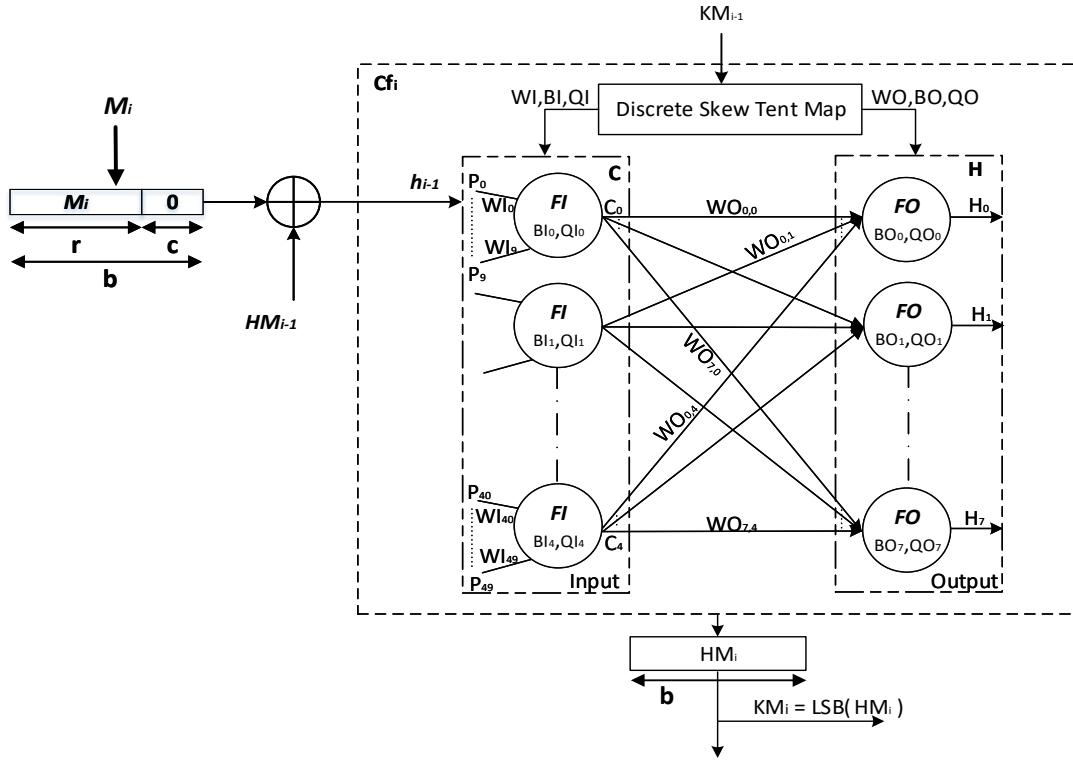 KMi-1
Cfi
Discrete Skew Tent Map
WI,BI,QI
WO,BO,QO
Mi
Mi 0
r c
b
HMi-1
hi-1
C
P0
WI0
WI9
P9
FI
BI0,QI0
C0
FI
BI1,QI1
P40
WI40
WI49
P49
FI
BI4,QI4
C4
Input
WO0,0
WO0,1
WO7,0
WO0,4
WO7,4
H
FO
BO0,QO0
H0
FO
BO1,QO1
H1
FO
BO7,QO7
H7
Output
HMi
b
KMi = LSB( HMi )